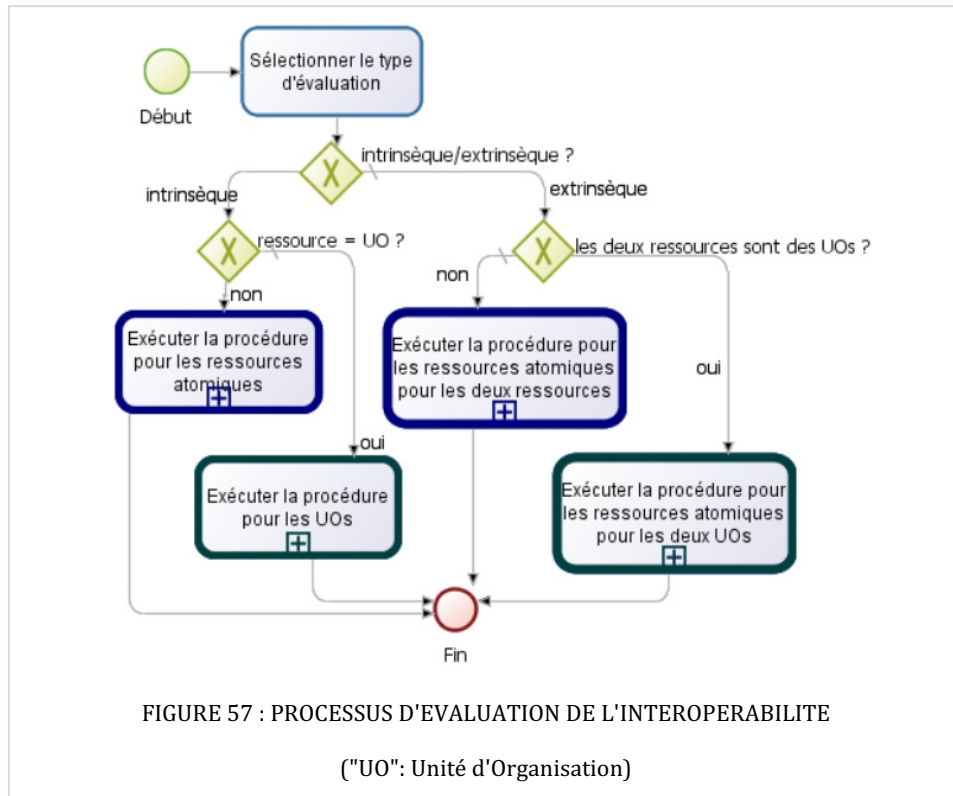 Sélectionner le type
d'évaluation
Début
intrinsèque/extrinsèque ?
intrinsèque
extrinsèque
ressource = UO ?
les deux ressources sont des UOs ?
non
non
Exécuter la procédure
pour les ressources
atomiques
Exécuter la procédure pour
les ressources atomiques
pour les deux ressources
oui
oui
Exécuter la procédure
pour les UOs
Exécuter la procédure pour
les ressources atomiques
pour les deux UOs
Fin
FIGURE 57 : PROCESSUS D'EVALUATION DE L'INTEROPERABILITE
("UO": Unité d'Organisation)